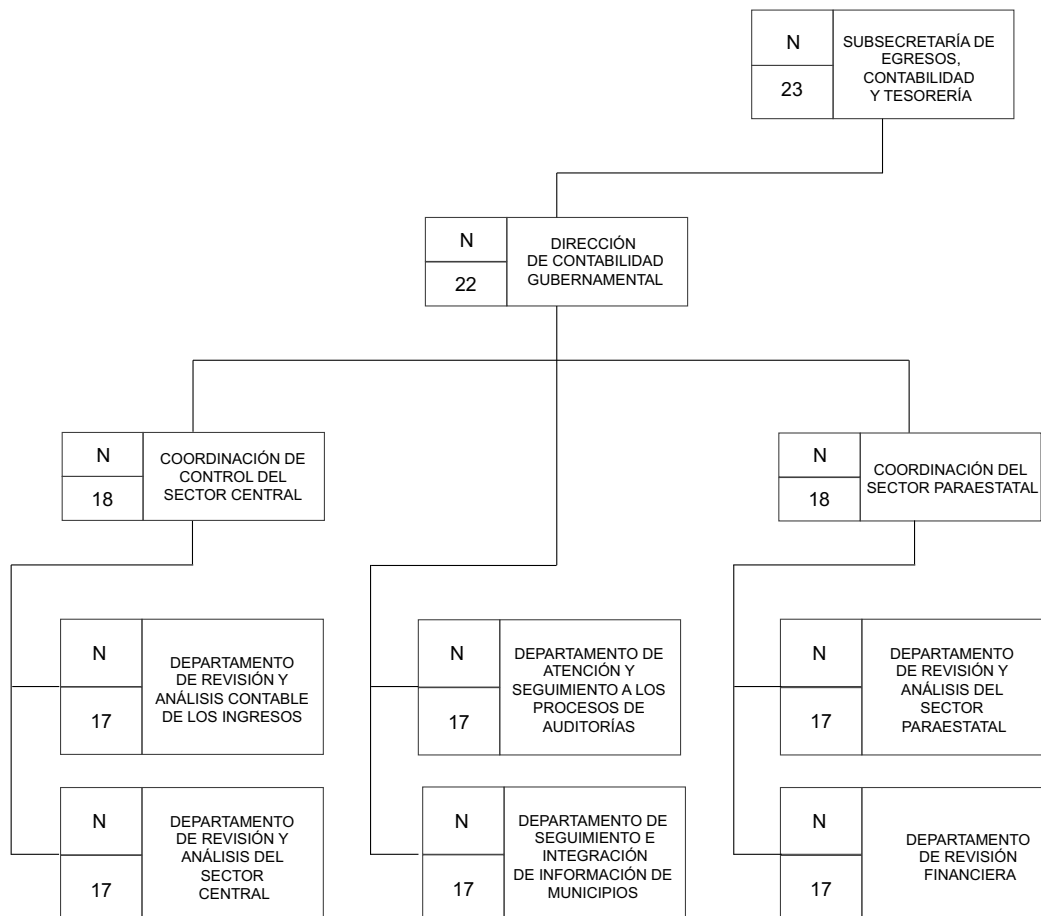 N
23
SUBSECRETARÍA DE
EGRESOS,
CONTABILIDAD
Y TESORERÍA
N
22
DIRECCIÓN
DE CONTABILIDAD
GUBERNAMENTAL
N
18
COORDINACIÓN DE
CONTROL DEL
SECTOR CENTRAL
N
18
COORDINACIÓN DEL
SECTOR PARAESTATAL
N
17
DEPARTAMENTO
DE REVISIÓN Y
ANÁLISIS CONTABLE
DE LOS INGRESOS
N
17
DEPARTAMENTO DE
ATENCIÓN Y
SEGUIMIENTO A LOS
PROCESOS DE
AUDITORÍAS
N
17
DEPARTAMENTO
DE REVISIÓN Y
ANÁLISIS DEL
SECTOR
PARAESTATAL
N
17
DEPARTAMENTO
DE REVISIÓN Y
ANÁLISIS DEL
SECTOR
CENTRAL
N
17
DEPARTAMENTO DE
SEGUIMIENTO E
INTEGRACIÓN
DE INFORMACIÓN DE
MUNICIPIOS
N
17
DEPARTAMENTO
DE REVISIÓN
FINANCIERA